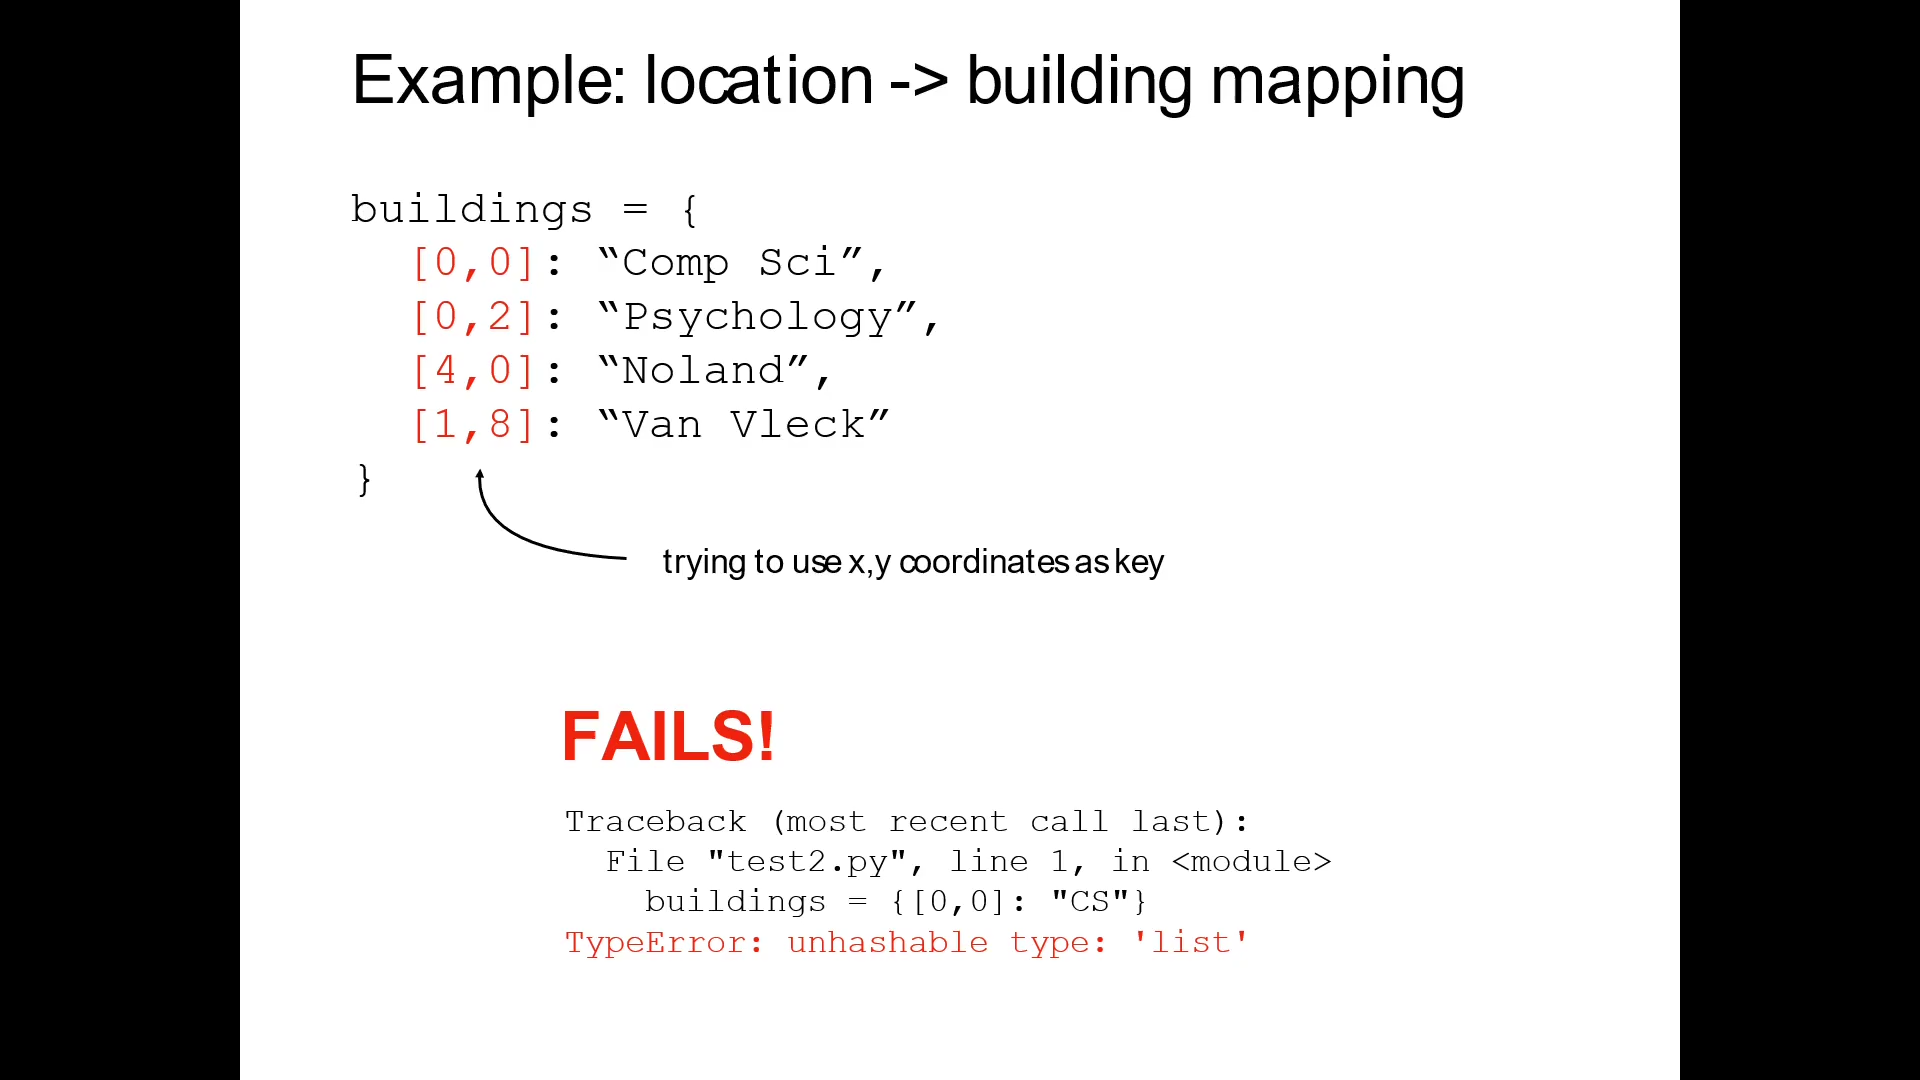 Example: location -> building mapping
buildings = {
[0,0]: “Comp Sci”,
[0,2]: “Psychology”,
[4,0]: “Noland”,
[1,8]: “Van Vleck”
}
trying to use x,y coordinates as key
FAILS!
Traceback (most recent call last):
File "test2.py", line 1, in <module>
buildings = {[0,0]: "CS"}
TypeError: unhashable type: 'list'